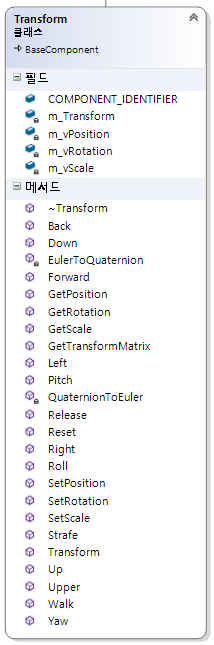 Transform
클래스
BaseComponent
필드
COMPONENT_IDENTIFIER
m_Transform
m_vPosition
m_vRotation
m_vScale
메서드
~Transform
Back
Down
EulerToQuaternion
Forward
GetPosition
GetRotation
GetScale
GetTransformMatrix
Left
Pitch
QuaternionToEuler
Release
Reset
Right
Roll
SetPosition
SetRotation
SetScale
Strafe
Transform
Up
Upper
Walk
Yaw